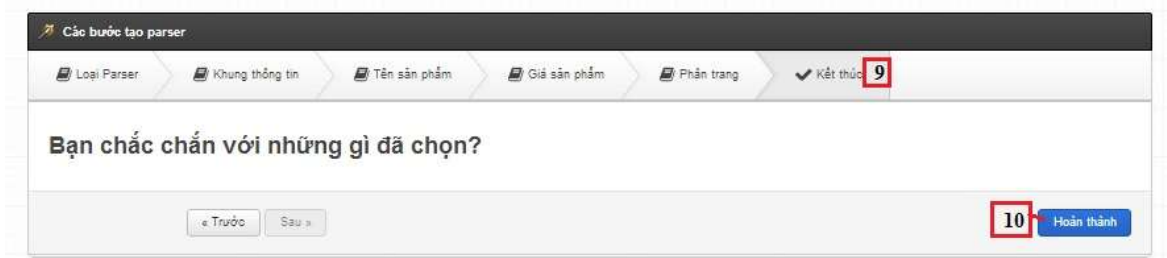 Các bước tạo parser
Loại Parser Khung thông tin Tên sản phẩm Giá sản phẩm Phân trang Kết thúc 9
Bạn chắc chắn với những gì đã chọn?
« Trước Sau » 10 Hoàn thành